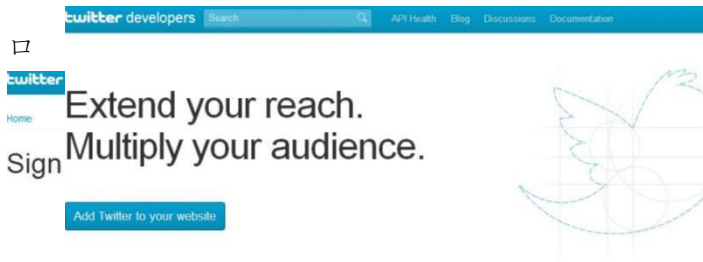 twitter developers Search API Health Blog Discussions Documentation
口
twitter
Home
Sign
Extend your reach.
Multiply your audience.
Add Twitter to your website